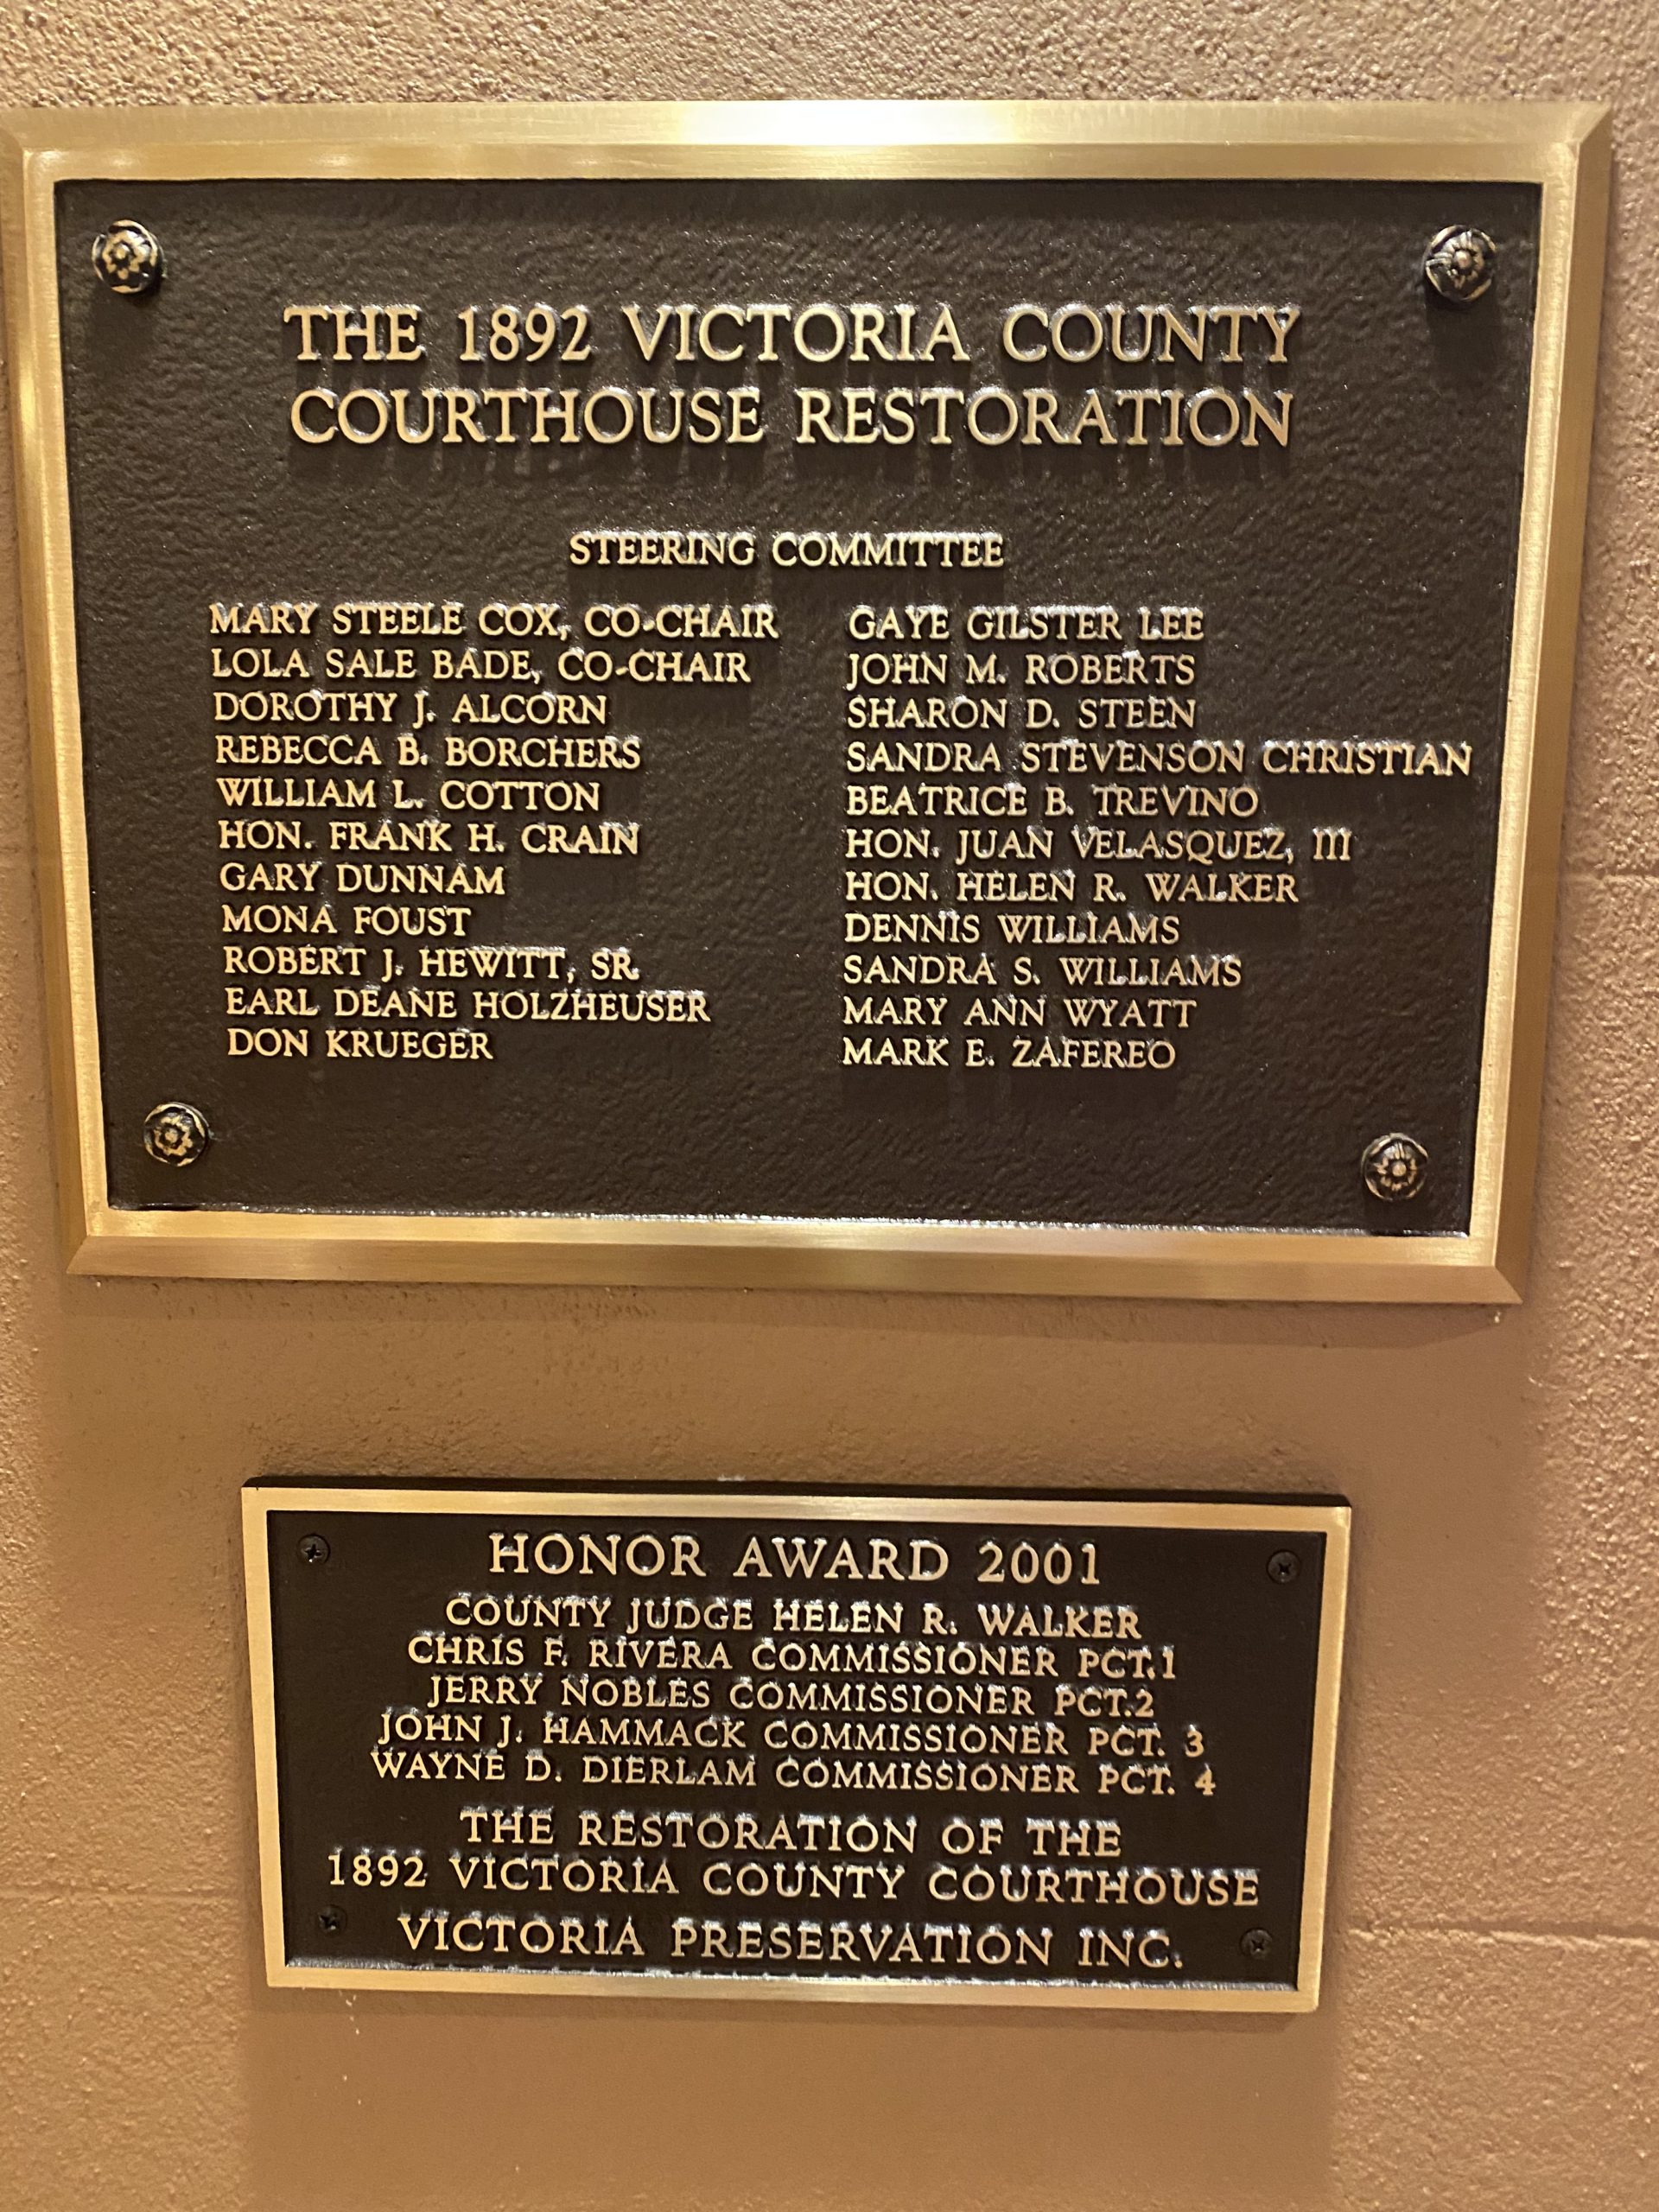 THE 1892 VICTORIA COUNTY
COURTHOUSE RESTORATION
STEERING COMMITTEE
MARY STEELE COX, CO-CHAIR
LOLA SALE BADE, CO-CHAIR
DOROTHY J. ALCORN
REBECCA B. BORCHERS
WILLIAM L. COTTON
HON. FRANK H. CRAIN
GARY DUNNAM
MONA FOUST
ROBERT J. HEWITT, SR.
EARL DEANE HOLZHEUSER
DON KRUEGER
GAYE GILSTER LEE
JOHN M. ROBERTS
SHARON D. STEEN
SANDRA STEVENSON CHRISTIAN
BEATRICE B. TREVINO
HON. JUAN VELASQUEZ, III
HON. HELEN R. WALKER
DENNIS WILLIAMS
SANDRA S. WILLIAMS
MARY ANN WYATT
MARK E. ZAFEREO
HONOR AWARD 2001
COUNTY JUDGE HELEN R. WALKER
CHRIS F. RIVERA COMMISSIONER PCT.1
JERRY NOBLES COMMISSIONER PCT.2
JOHN J. HAMMACK COMMISSIONER PCT. 3
WAYNE D. DIERLAM COMMISSIONER PCT. 4
THE RESTORATION OF THE
1892 VICTORIA COUNTY COURTHOUSE
VICTORIA PRESERVATION INC.